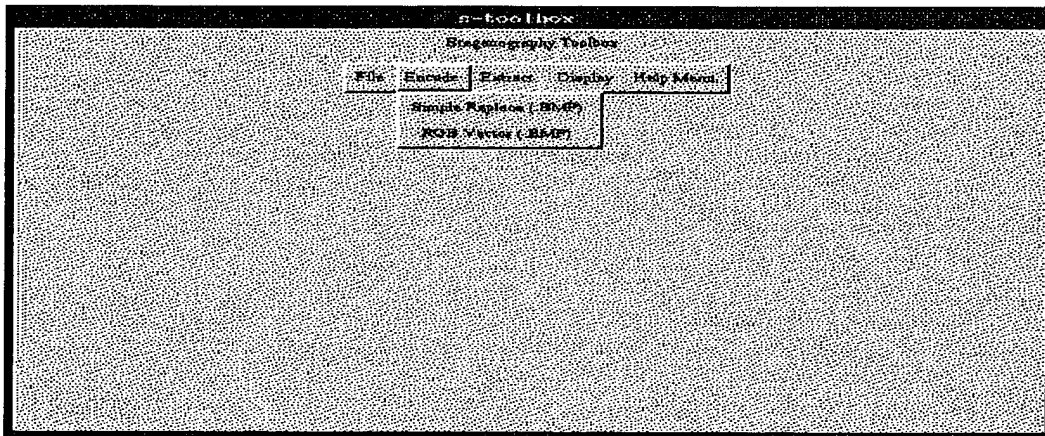 s-toolbox
Steganography Toolbox
File Encode Extract Display Help Menu
Simple Replace (.BMP)
RGB Vector (.BMP)